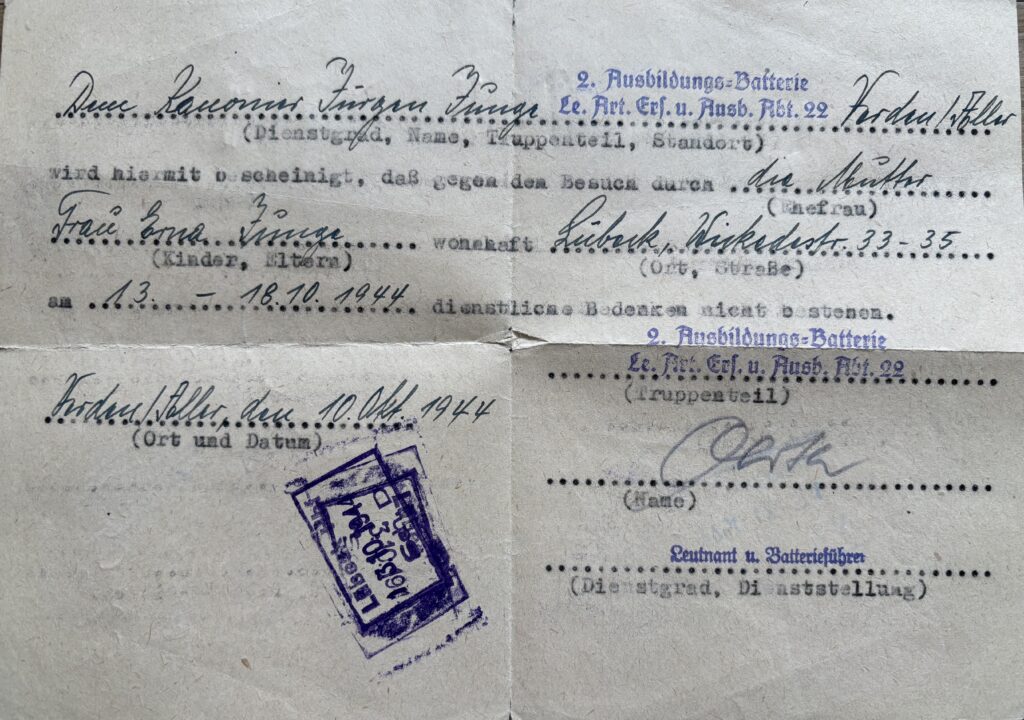 2. Ausbildungs-Batterie
Dem Kanonier Jürgen Junge Le. Art. Ers. u. Ausb. Abt. 22 Verden/Aller
(Dienstgrad, Name, Truppenteil, Standort)
wird hiermit bescheinigt, daß gegen den Besuch durch die Mutter
(Ehefrau)
Frau Erna Junge wohnhaft Lübeck, Wickedestr. 33-35
(Kinder, Eltern) (Ort, Straße)
am 13. - 18.10. 1944 dienstliche Bedenken nicht bestehen.
2. Ausbildungs-Batterie
Le. Art. Ers. u. Ausb. Abt. 22
(Truppenteil)
Verden/Aller, den 10. Okt. 1944
(Ort und Datum)
(Name)
Leutnant u. Batterieführer
(Dienstgrad, Dienststellung)